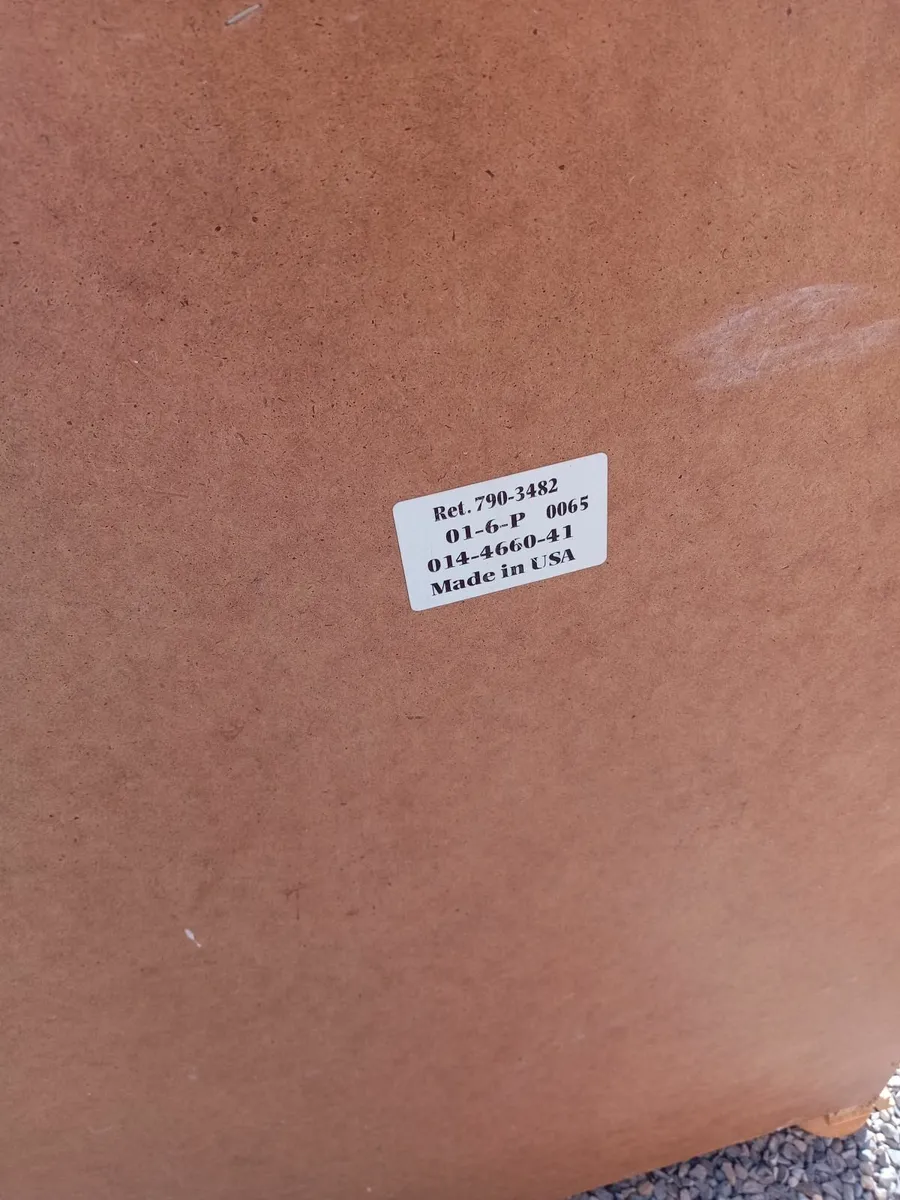 Ret. 790-3482
01-6-P 0065
014-4660-41
Made in USA